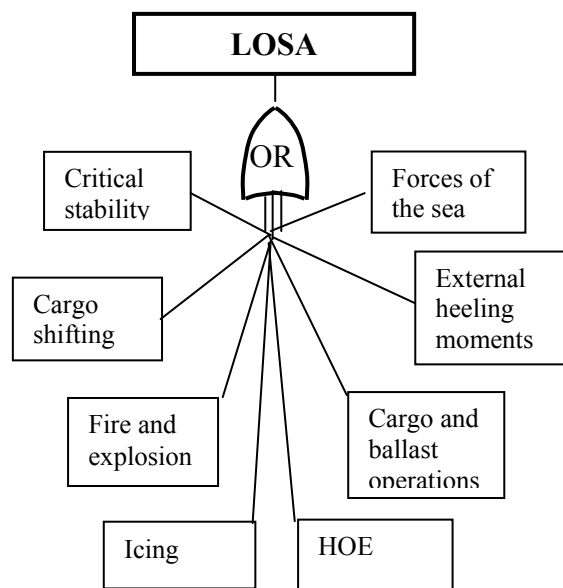 LOSA
OR
Critical
stability
Forces of
the sea
Cargo
shifting
External
heeling
moments
Fire and
explosion
Cargo and
ballast
operations
Icing
HOE